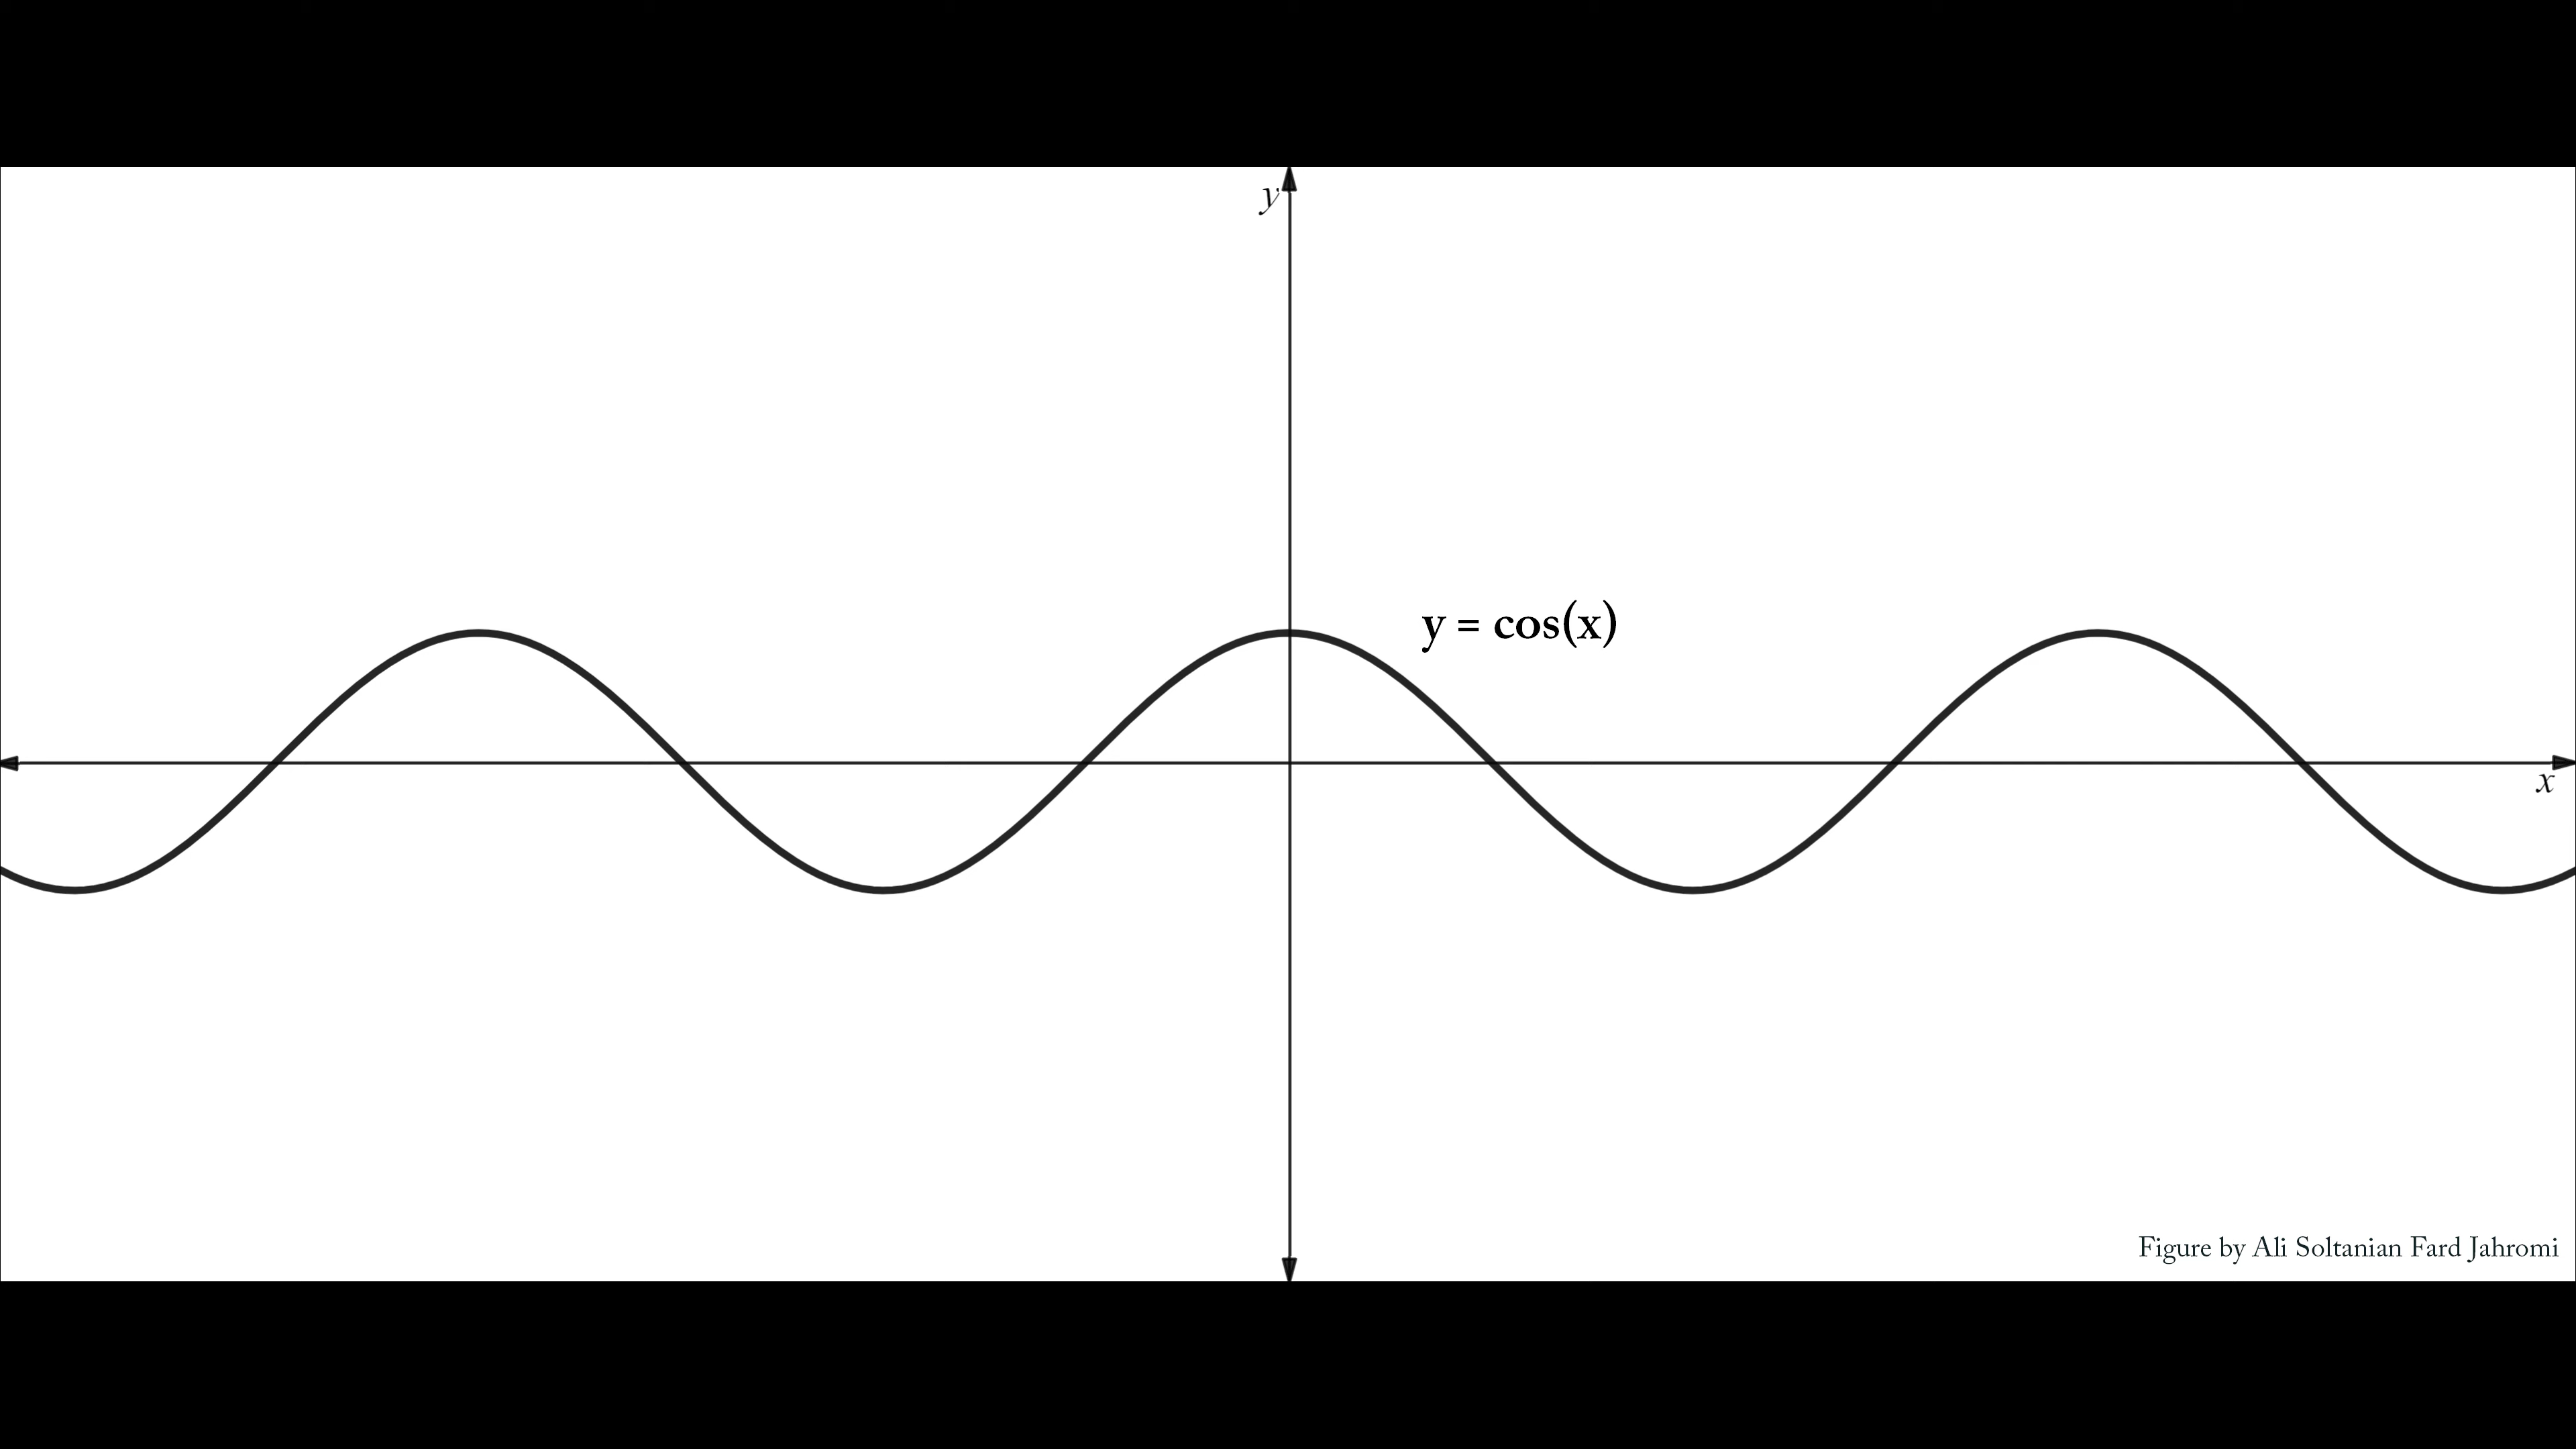 y
y = cos(x)
x
Figure by Ali Soltanian Fard Jahromi